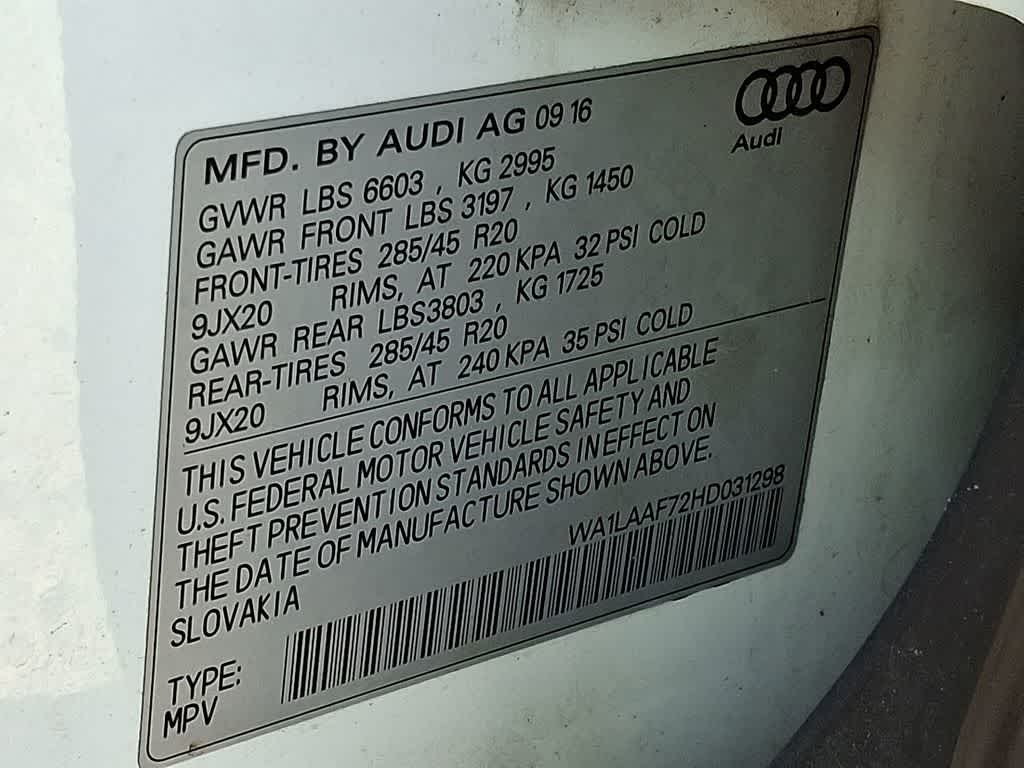 MFD. BY AUDI AG 09 16
Audi
GVWR LBS 6603 , KG 2995
GAWR FRONT LBS 3197 , KG 1450
FRONT-TIRES 285/45 R20
9JX20 RIMS, AT 220 KPA 32 PSI COLD
GAWR REAR LBS3803 , KG 1725
REAR-TIRES 285/45 R20
9JX20 RIMS, AT 240 KPA 35 PSI COLD
THIS VEHICLE CONFORMS TO ALL APPLICABLE
U.S. FEDERAL MOTOR VEHICLE SAFETY AND
THEFT PREVENTION STANDARDS IN EFFECT ON
THE DATE OF MANUFACTURE SHOWN ABOVE.
SLOVAKIA
WA1LAAF72HD031298
TYPE:
MPV